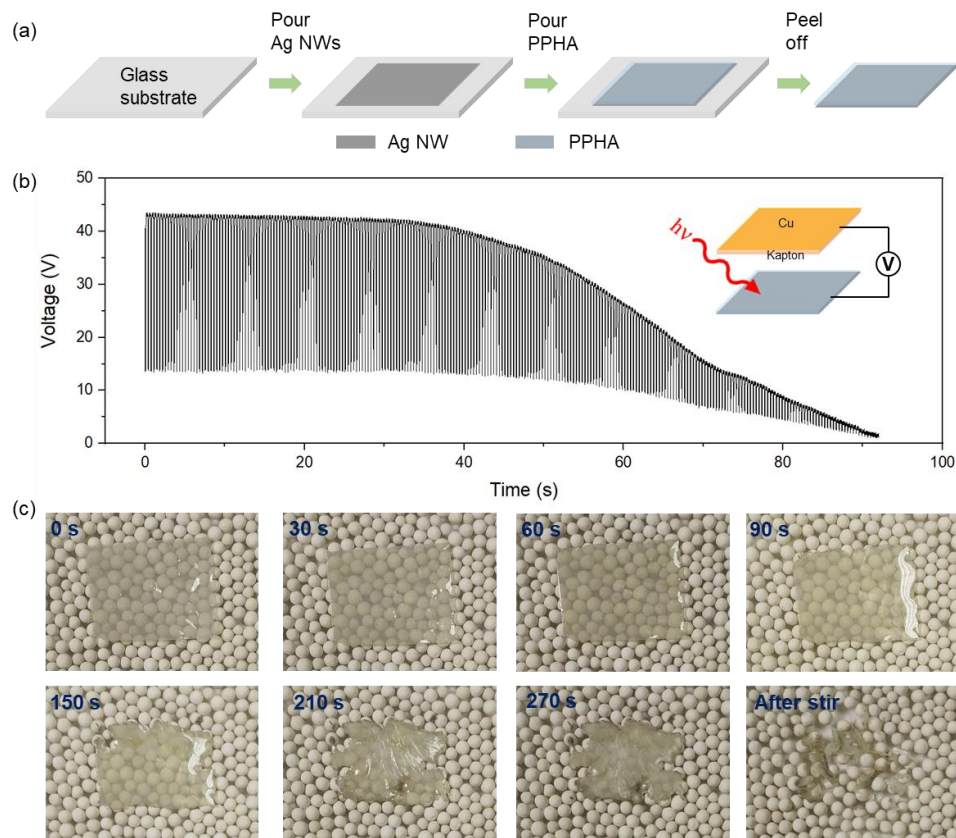 (a)
Pour
Ag NWs
Pour
PPHA
Peel
off
Glass
substrate
Ag NW
PPHA
(b)
50
40
30
20
10
0
Voltage (V)
Cu
Kapton
hν
V
0
20
40
60
80
100
Time (s)
(c)
0 s
30 s
60 s
90 s
150 s
210 s
270 s
After stir